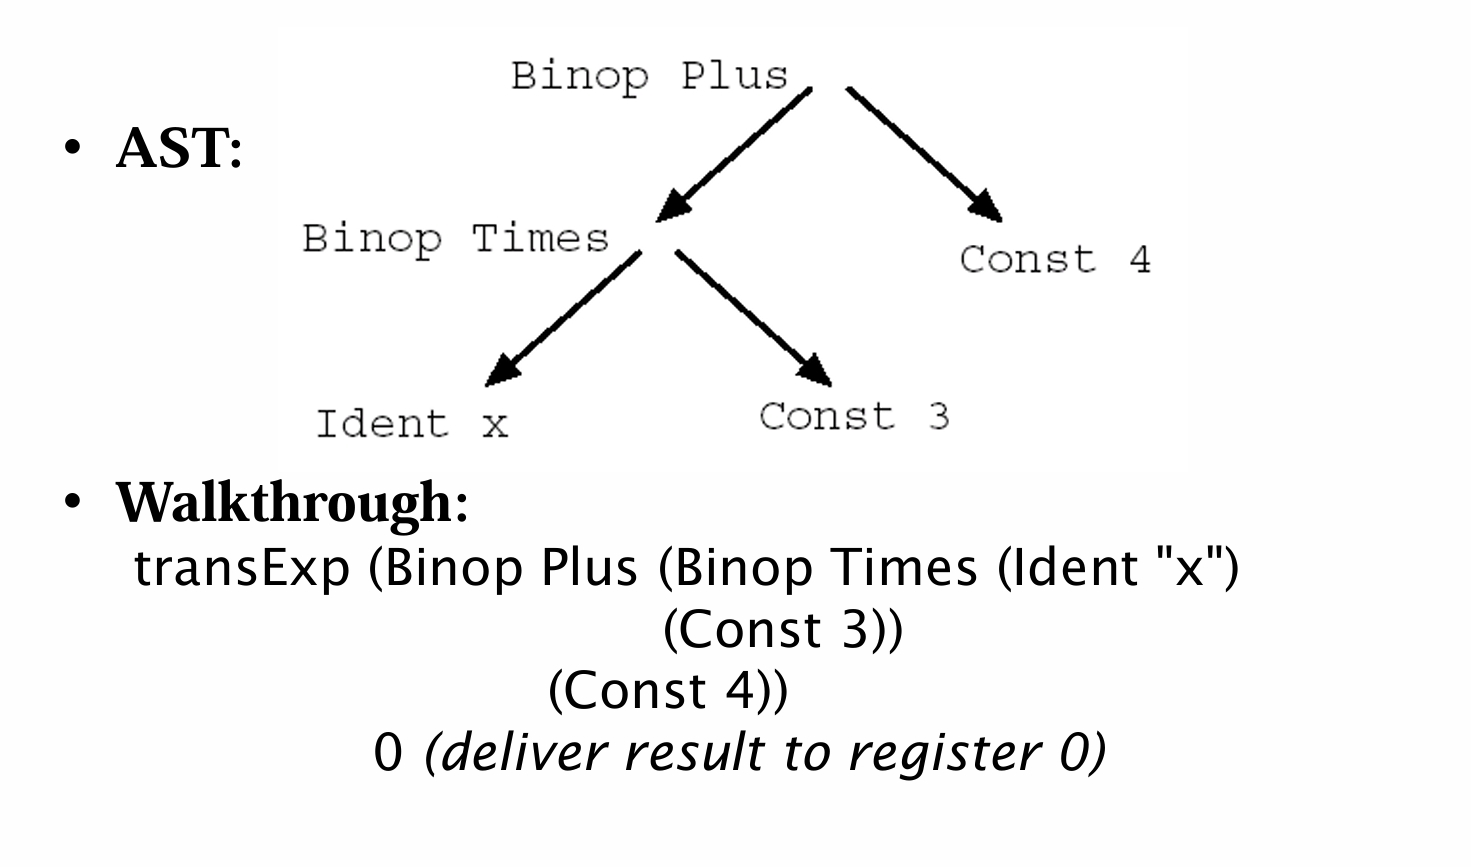 Binop Plus
• AST:
Binop Times
Const 4
Ident x
Const 3
• Walkthrough:
transExp (Binop Plus (Binop Times (Ident "x")
(Const 3))
(Const 4))
0 (deliver result to register 0)